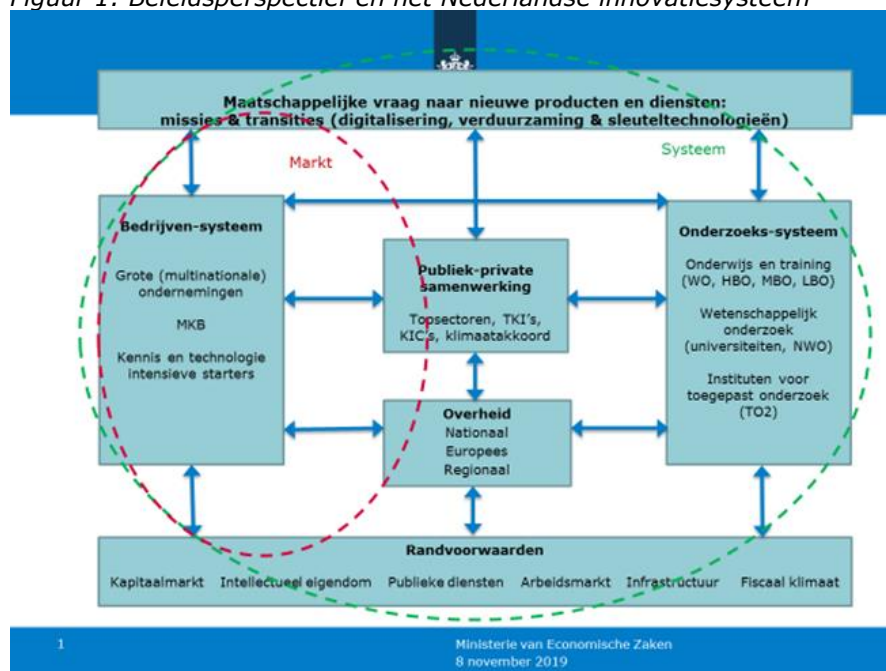 Figuur 1: Beleidsperspectief en het Nederlandse innovatiesysteem
Maatschappelijke vraag naar nieuwe producten en diensten:
missies & transities (digitalisering, verduurzaming & sleuteltechnologieën)
Markt
Systeem
Bedrijven-systeem
Grote (multinationale)
ondernemingen
MKB
Kennis en technologie
intensieve starters
Publiek-private
samenwerking
Topsectoren, TKI's,
KIC's, klimaatakkoord
Overheid
Nationaal
Europees
Regionaal
Onderzoeks-systeem
Onderwijs en training
(WO, HBO, MBO, LBO)
Wetenschappelijk
onderzoek
(universiteiten, NWO)
Instituten voor
toegepast onderzoek
(TO2)
Randvoorwaarden
Kapitaalmarkt Intellectueel eigendom Publieke diensten Arbeidsmarkt Infrastructuur Fiscaal klimaat
1
Ministerie van Economische Zaken
8 november 2019